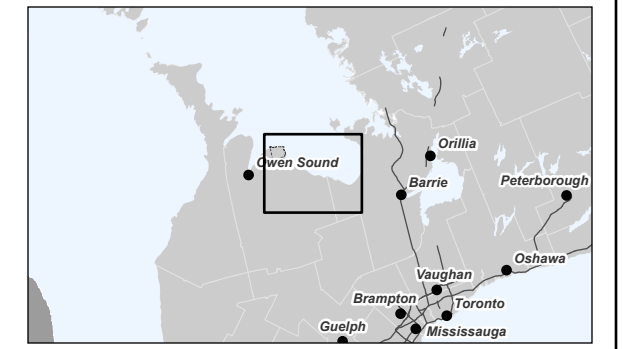 Orillia
Owen Sound
Barrie
Peterborough
Oshawa
Vaughan
Brampton
Toronto
Guelph
Mississauga